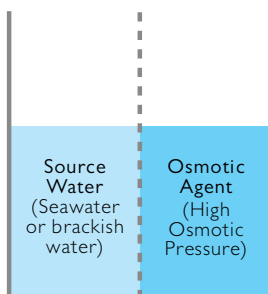 Source
Water
(Seawater
or brackish
water)
Osmotic
Agent
(High
Osmotic
Pressure)